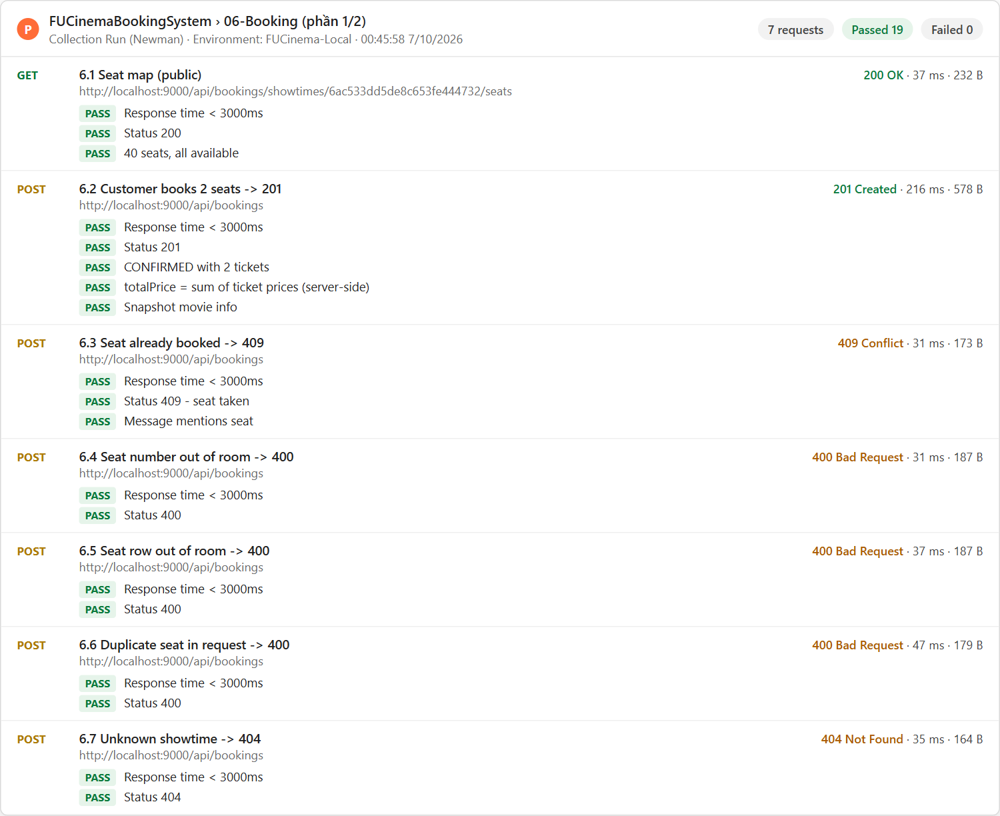 P
FUCinemaBookingSystem › 06-Booking (phần 1/2)
Collection Run (Newman) · Environment: FUCinema-Local · 00:45:58 7/10/2026
7 requests
Passed 19
Failed 0
GET
6.1 Seat map (public)
200 OK · 37 ms · 232 B
http://localhost:9000/api/bookings/showtimes/6ac533dd5de8c653fe444732/seats
PASS Response time < 3000ms
PASS Status 200
PASS 40 seats, all available
POST
6.2 Customer books 2 seats -> 201
201 Created · 216 ms · 578 B
http://localhost:9000/api/bookings
PASS Response time < 3000ms
PASS Status 201
PASS CONFIRMED with 2 tickets
PASS totalPrice = sum of ticket prices (server-side)
PASS Snapshot movie info
POST
6.3 Seat already booked -> 409
409 Conflict · 31 ms · 173 B
http://localhost:9000/api/bookings
PASS Response time < 3000ms
PASS Status 409 - seat taken
PASS Message mentions seat
POST
6.4 Seat number out of room -> 400
400 Bad Request · 31 ms · 187 B
http://localhost:9000/api/bookings
PASS Response time < 3000ms
PASS Status 400
POST
6.5 Seat row out of room -> 400
400 Bad Request · 37 ms · 187 B
http://localhost:9000/api/bookings
PASS Response time < 3000ms
PASS Status 400
POST
6.6 Duplicate seat in request -> 400
400 Bad Request · 47 ms · 179 B
http://localhost:9000/api/bookings
PASS Response time < 3000ms
PASS Status 400
POST
6.7 Unknown showtime -> 404
404 Not Found · 35 ms · 164 B
http://localhost:9000/api/bookings
PASS Response time < 3000ms
PASS Status 404